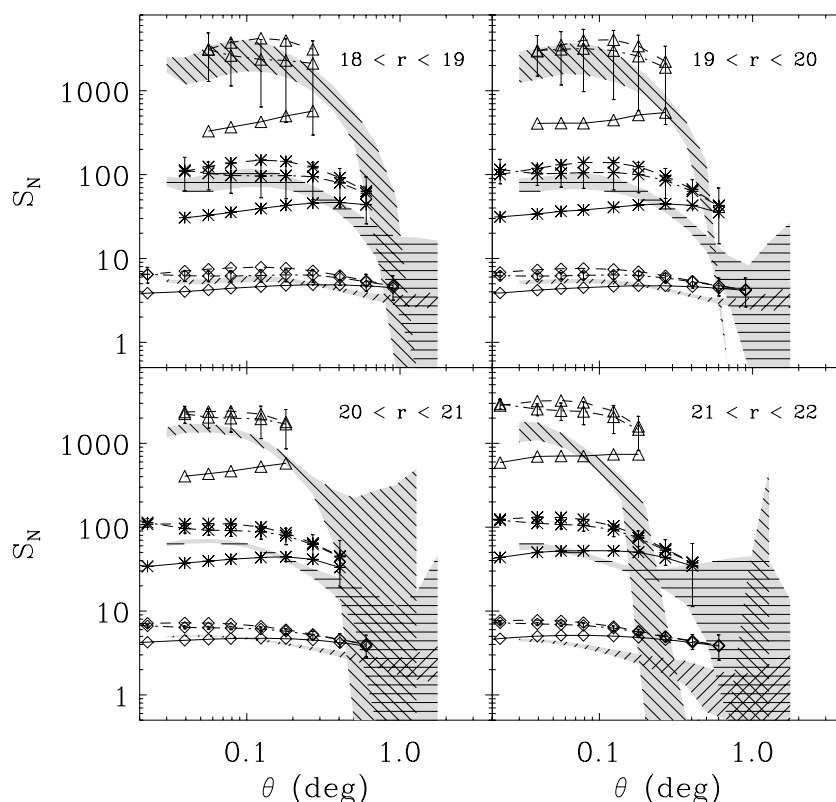 18 < r < 19
19 < r < 20
1000
100
10
1
S_N
20 < r < 21
21 < r < 22
1000
100
10
1
S_N
0.1 1.0 0.1 1.0
θ (deg) θ (deg)